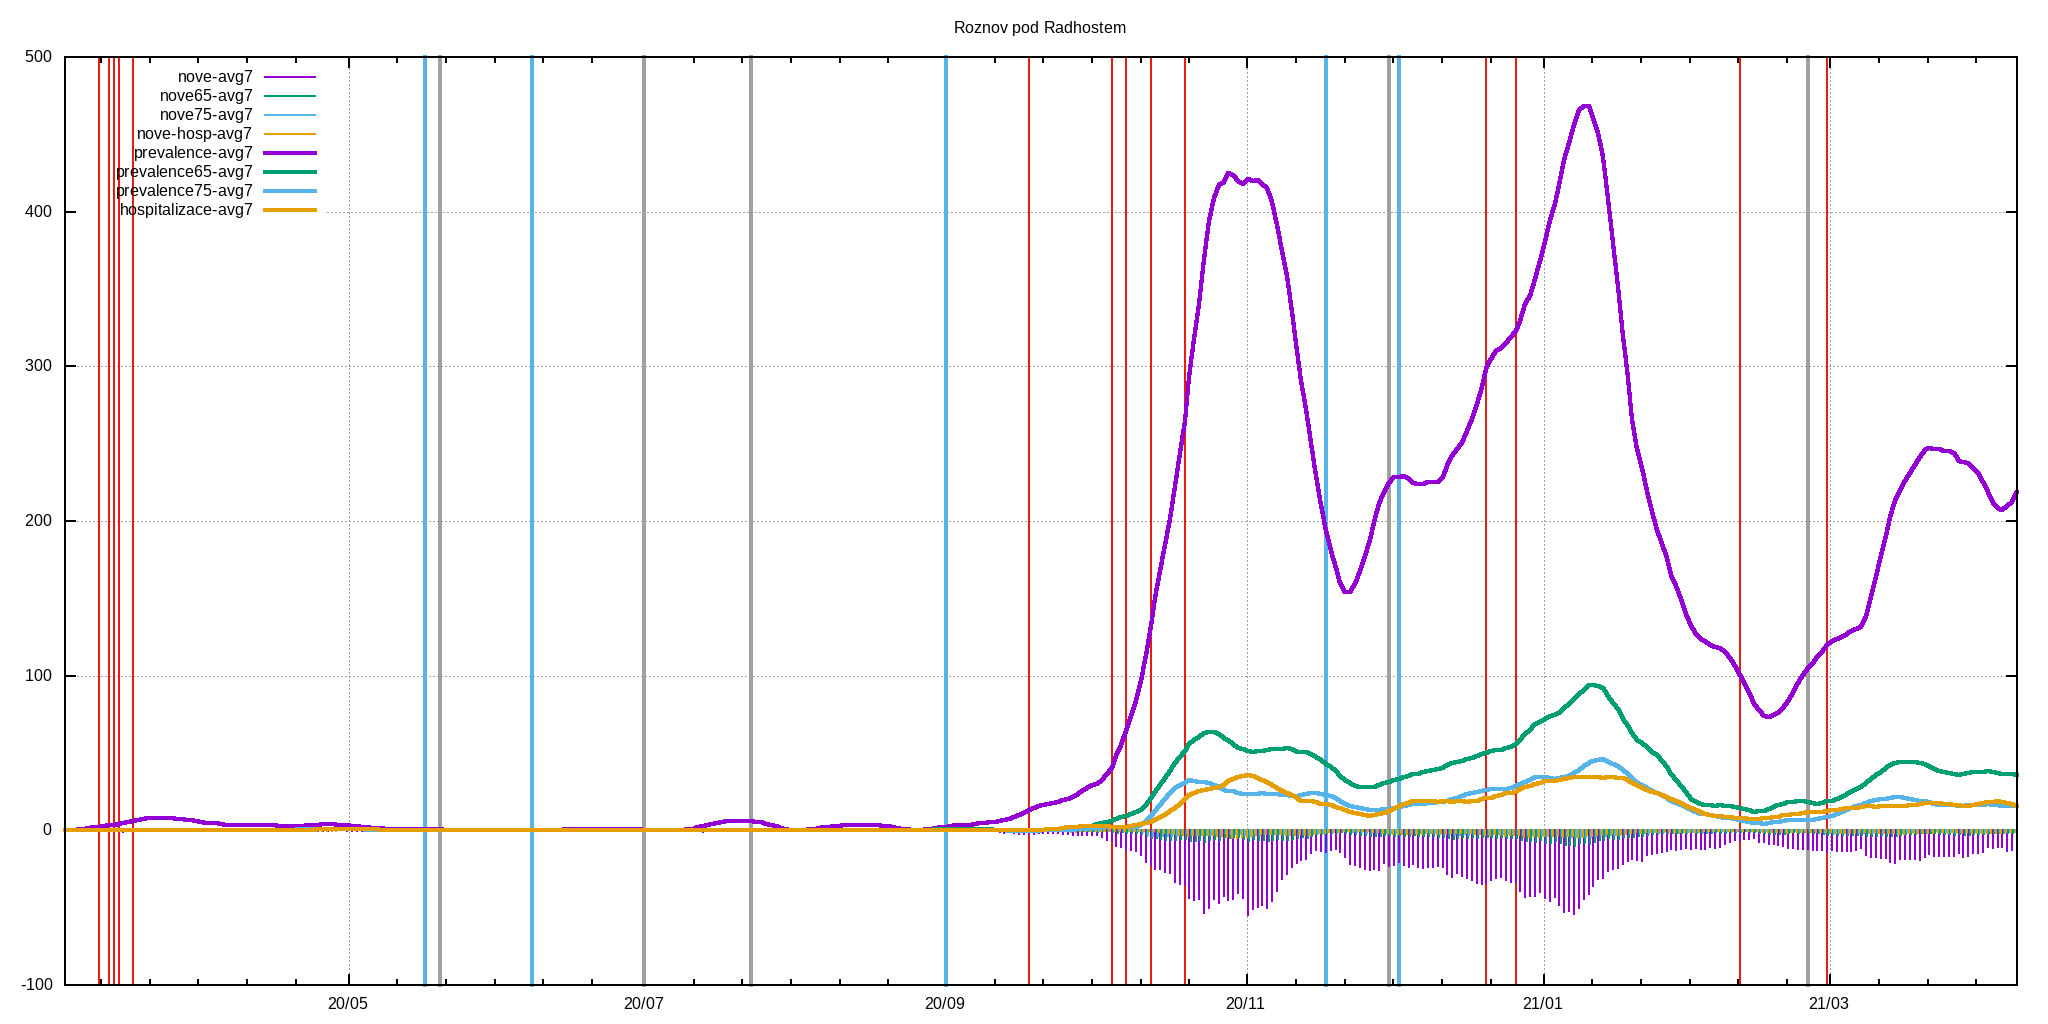 Roznov pod Radhostem
500
400
300
200
100
0
-100
nove-avg7
nove65-avg7
nove75-avg7
nove-hosp-avg7
prevalence-avg7
prevalence65-avg7
prevalence75-avg7
hospitalizace-avg7
20/05
20/07
20/09
20/11
21/01
21/03